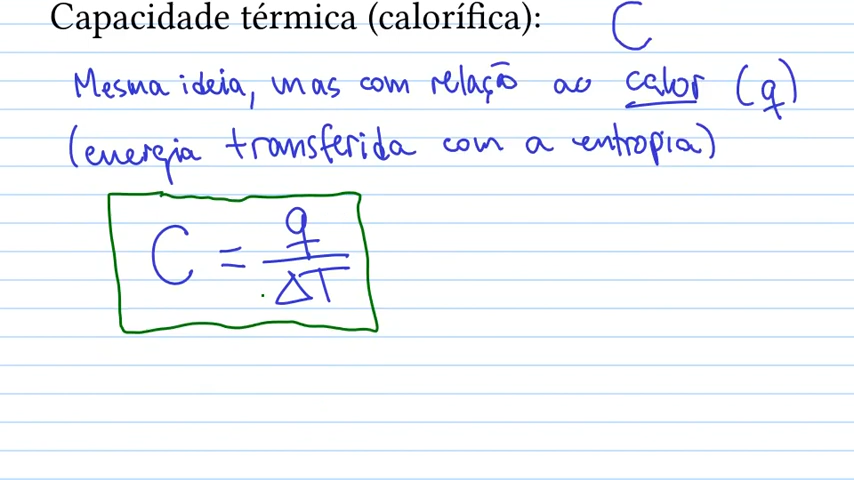 Capacidade térmica (calorífica): C
Mesma ideia, mas com relação ao calor (q)
(energia transferida com a entropia)
C = q / ΔT